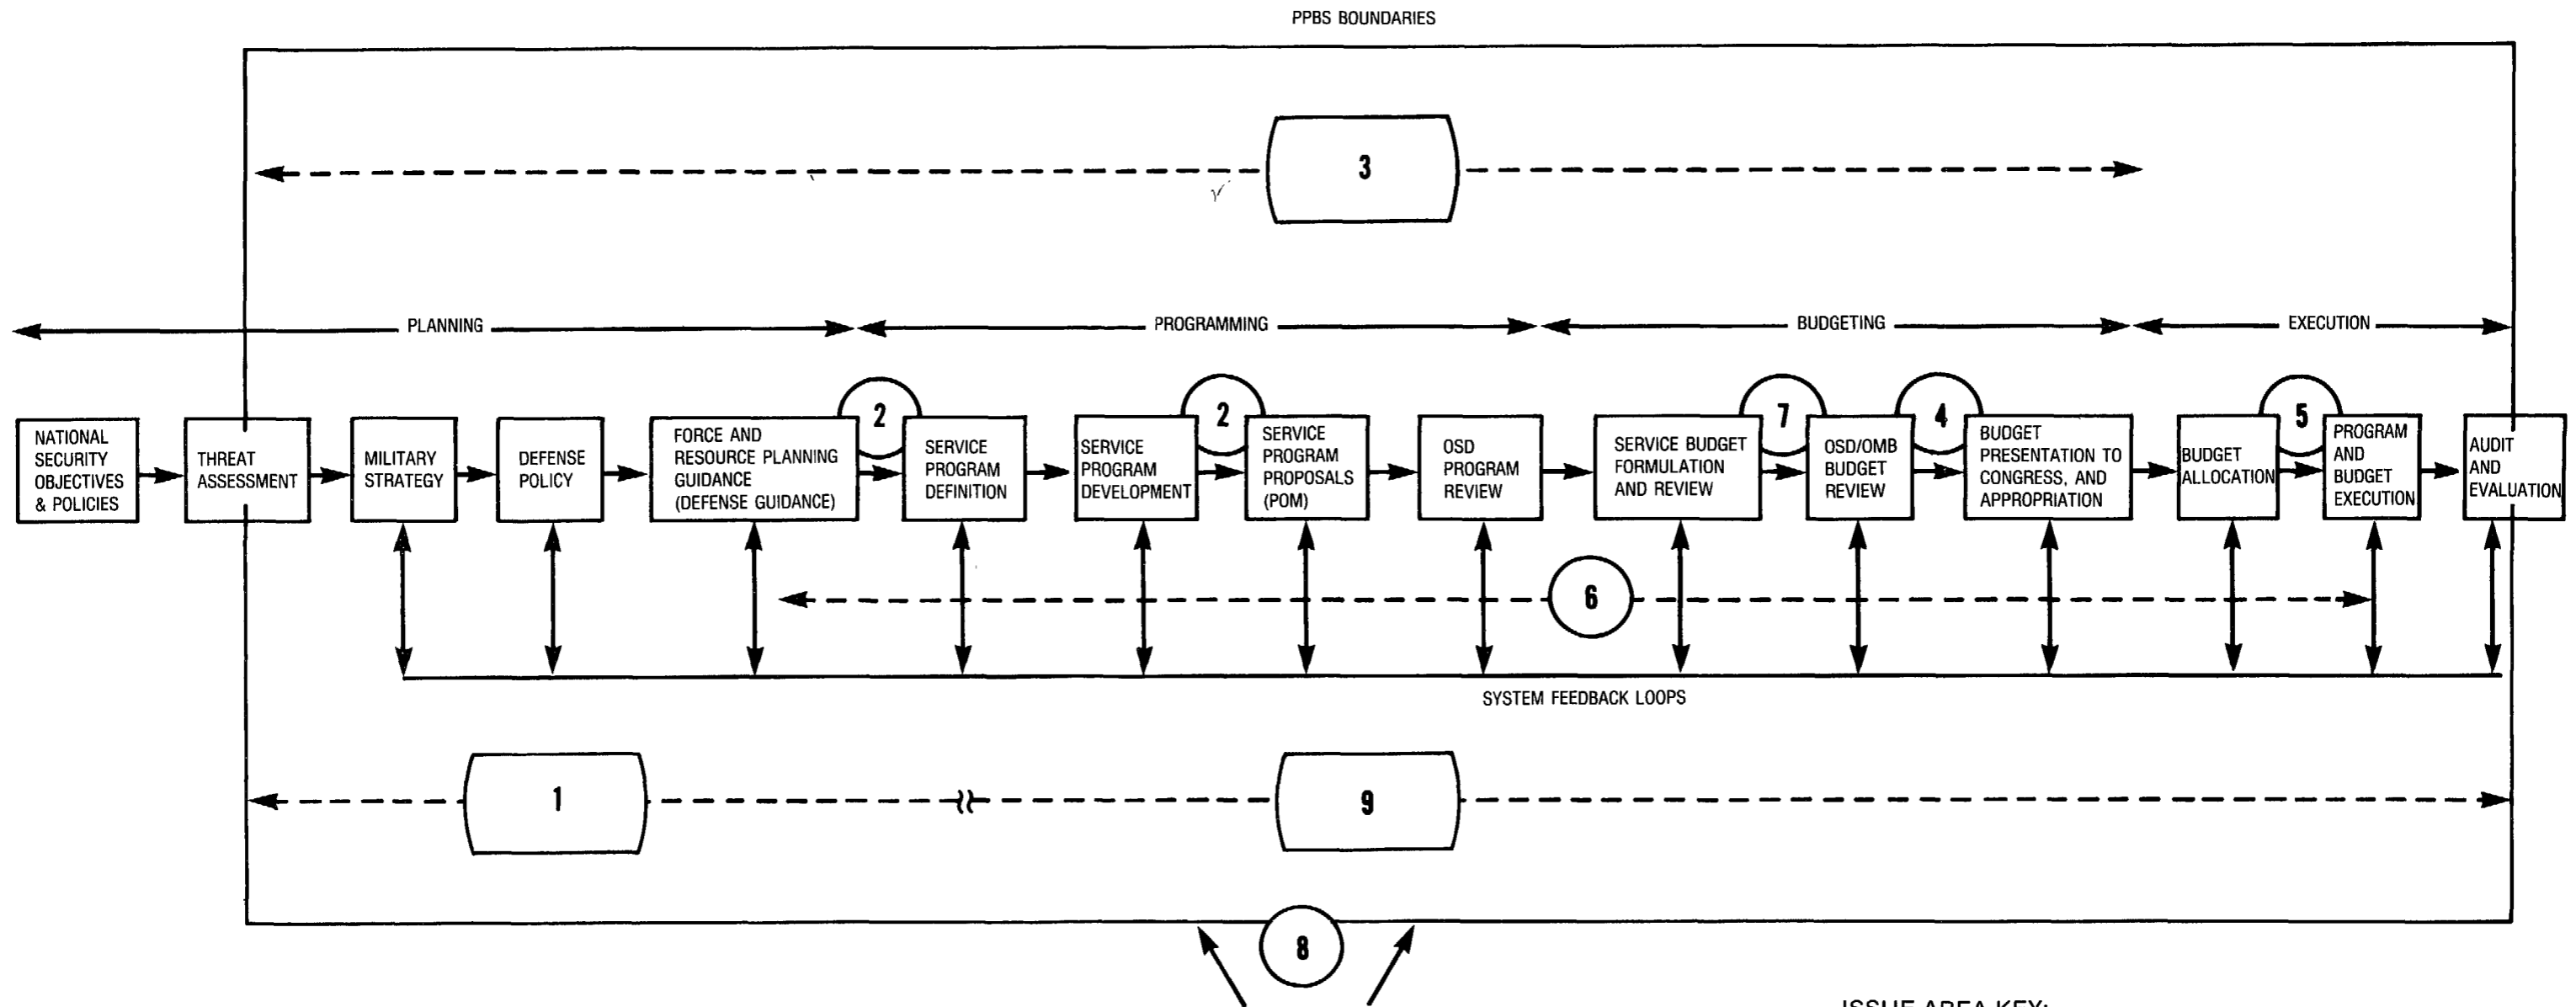 PPBS BOUNDARIES
3
PLANNING
PROGRAMMING
BUDGETING
EXECUTION
2
2
7
4
5
NATIONAL
SECURITY
OBJECTIVES
& POLICIES
THREAT
ASSESSMENT
MILITARY
STRATEGY
DEFENSE
POLICY
FORCE AND
RESOURCE PLANNING
GUIDANCE
(DEFENSE GUIDANCE)
SERVICE
PROGRAM
DEFINITION
SERVICE
PROGRAM
DEVELOPMENT
SERVICE
PROGRAM
PROPOSALS
(POM)
OSD
PROGRAM
REVIEW
SERVICE BUDGET
FORMULATION
AND REVIEW
OSD/OMB
BUDGET
REVIEW
BUDGET
PRESENTATION TO
CONGRESS, AND
APPROPRIATION
BUDGET
ALLOCATION
PROGRAM
AND
BUDGET
EXECUTION
AUDIT
AND
EVALUATION
6
SYSTEM FEEDBACK LOOPS
1
9
8
ISSUE AREA KEY: